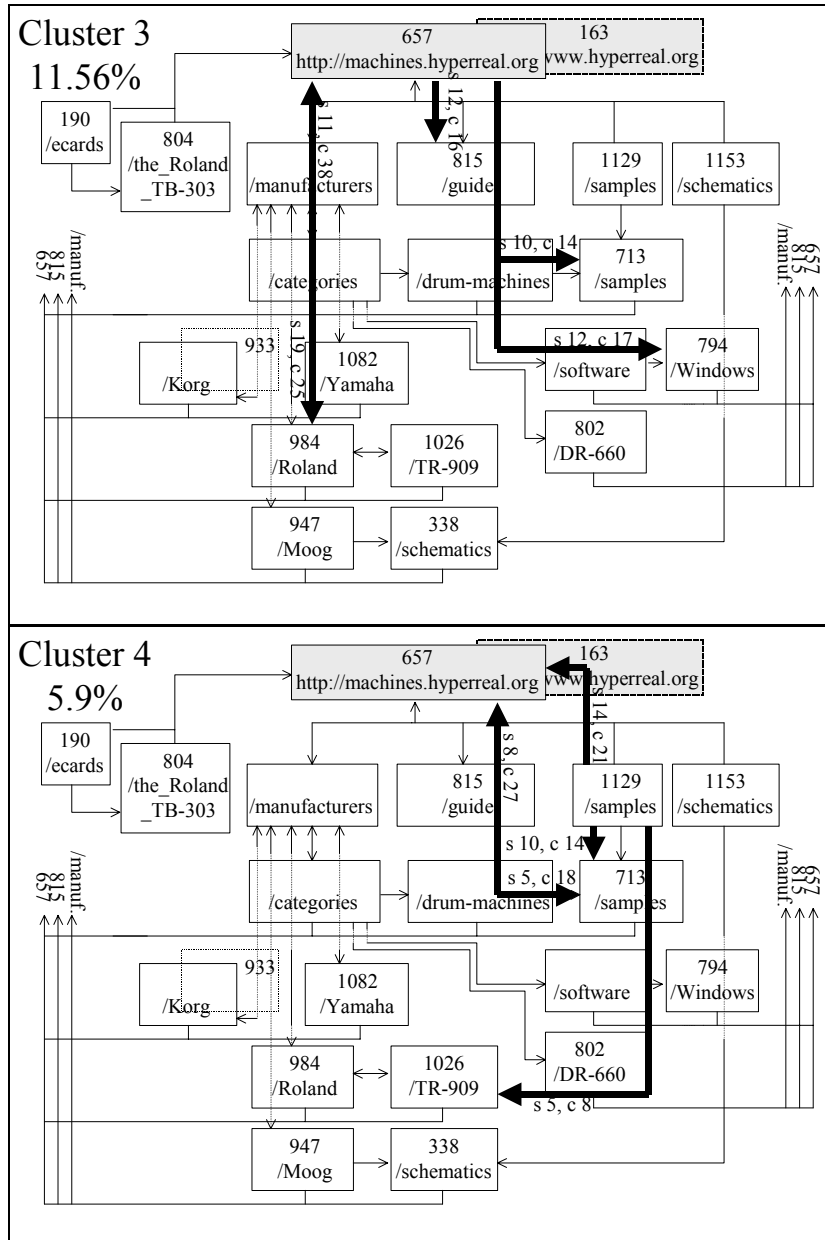 Cluster 3
11.56%
657
http://machines.hyperreal.org
163
www.hyperreal.org
190
/ecards
804
/the_Roland
_TB-303
s 11, c 38
s 12, c 16
/manufacturers
815
/guide
1129
/samples
1153
/schematics
657
815
/manuf.
s 10, c 14
/categories
/drum-machines
713
/samples
/manuf.
815
657
s 19, c 25
s 12, c 17
933
/Korg
1082
/Yamaha
/software
794
/Windows
984
/Roland
1026
/TR-909
802
/DR-660
947
/Moog
338
/schematics
Cluster 4
5.9%
657
http://machines.hyperreal.org
163
www.hyperreal.org
190
/ecards
804
/the_Roland
_TB-303
s 8, c 27
s 14, c 21
/manufacturers
815
/guide
1129
/samples
1153
/schematics
657
815
/manuf.
s 10, c 14
s 5, c 18
/categories
/drum-machines
713
/samples
/manuf.
815
657
933
/Korg
1082
/Yamaha
/software
794
/Windows
984
/Roland
1026
/TR-909
802
/DR-660
s 5, c 8
947
/Moog
338
/schematics